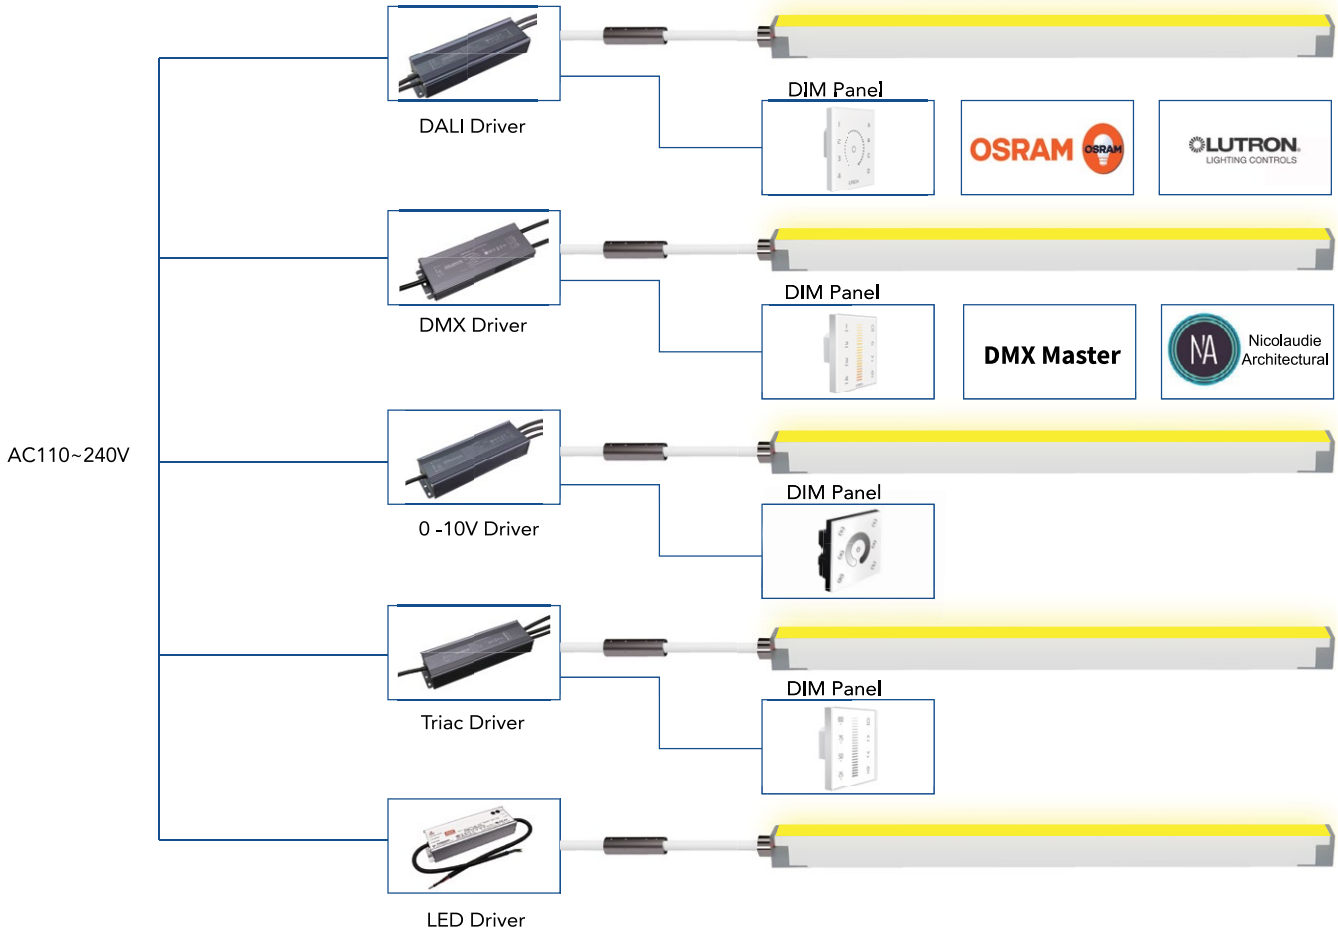 DIM Panel
DALI Driver
OSRAM OSRAM
LUTRON
LIGHTING CONTROLS
DIM Panel
DMX Driver
DMX Master
NA
Nicolaudie
Architectural
AC110~240V
DIM Panel
0 -10V Driver
DIM Panel
Triac Driver
LED Driver